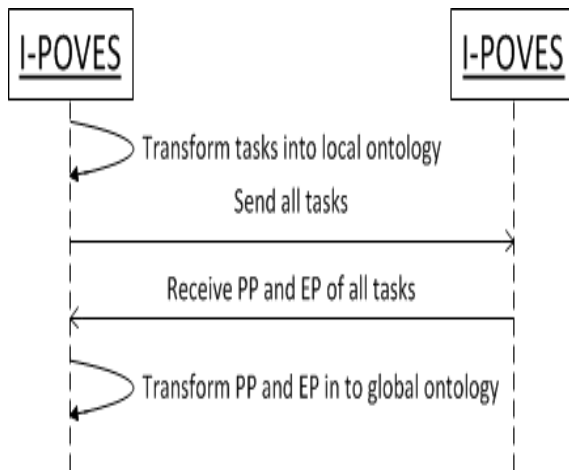 I-POVES
I-POVES
Transform tasks into local ontology
Send all tasks
Receive PP and EP of all tasks
Transform PP and EP in to global ontology